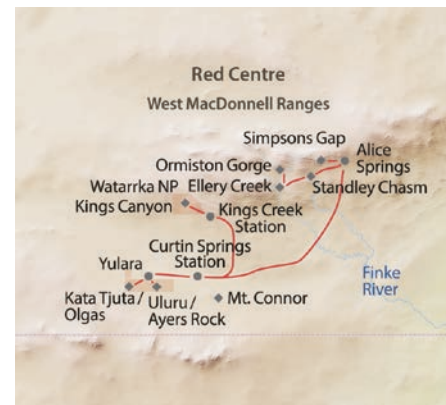 Red Centre
West MacDonnell Ranges
Simpsons Gap
Alice
Springs
Ormiston Gorge
Ellery Creek
Standley Chasm
Watarrka NP
Kings Canyon
Kings Creek
Station
Curtin Springs
Station
Yulara
Finke
River
Kata Tjuta /
Olgas
Uluru /
Ayers Rock
Mt. Connor